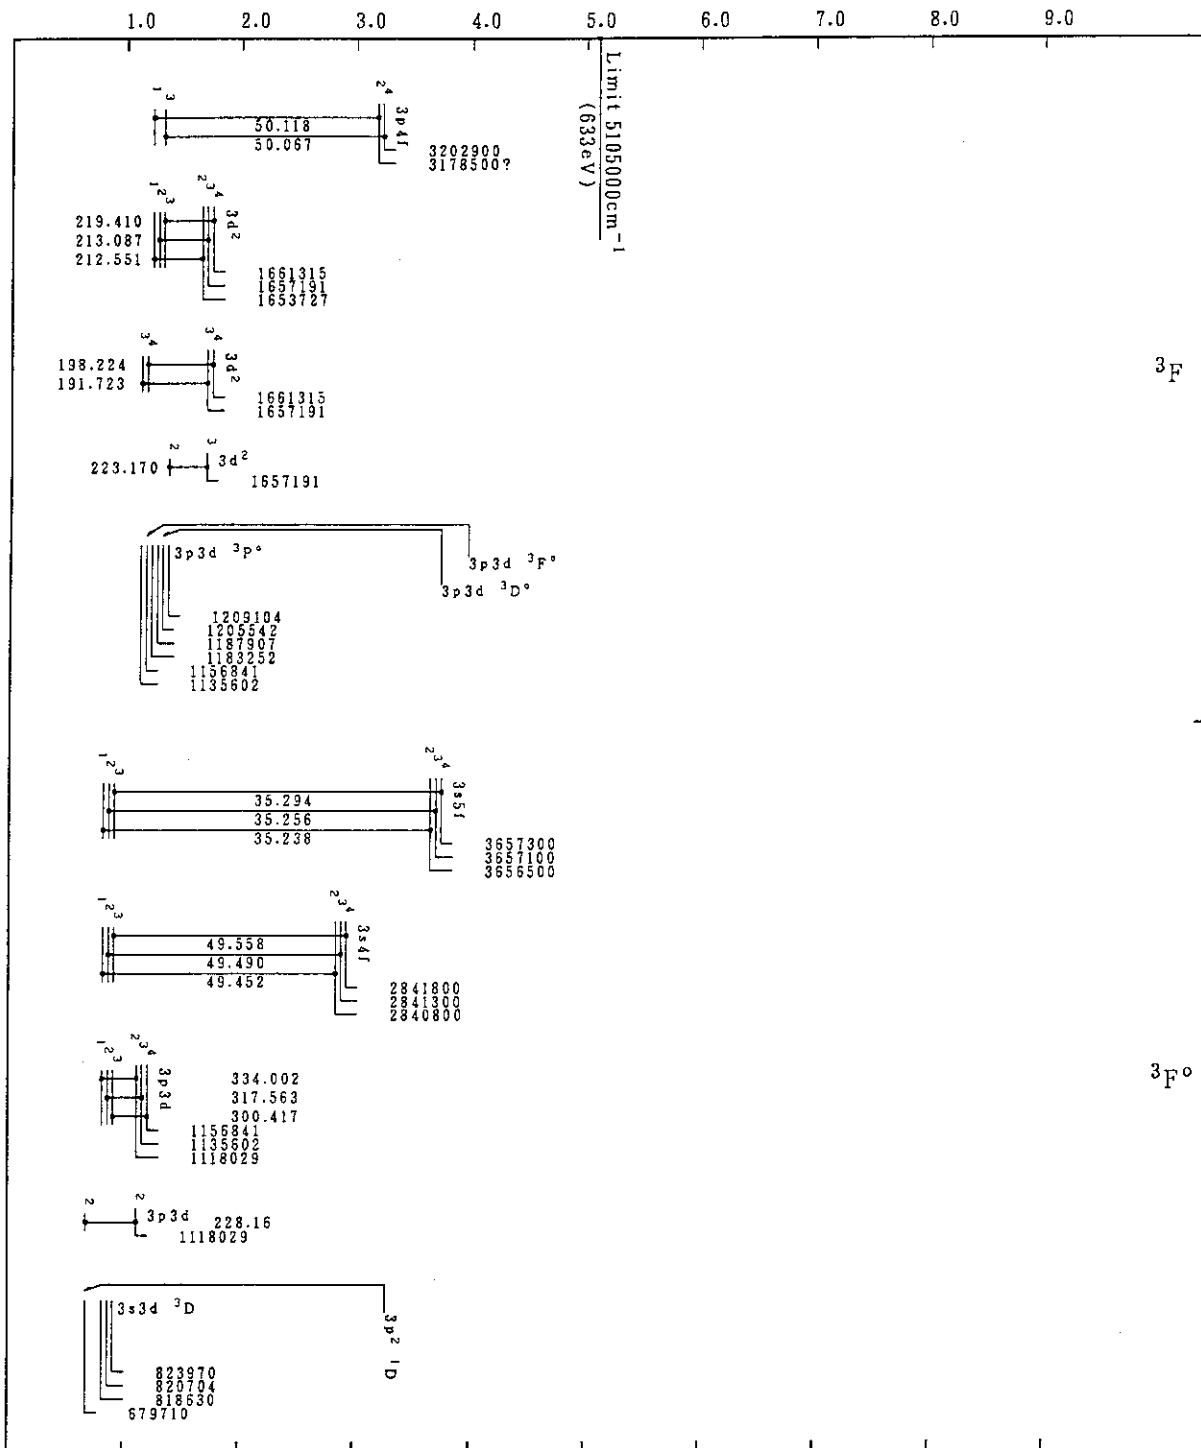 1.0 2.0 3.0 4.0 5.0 6.0 7.0 8.0 9.0
Limit 5105000cm⁻¹
(633eV)
1 3 2 4 3p4f
50.118
50.067
3202900
3178500?
1 2 3 2 3 4 3d²
219.410
213.087
212.551
1661315
1657191
1653727
3 4 3 4 3d²
198.224
191.723
1661315
1657191
³F
2 3 3d²
223.170
1657191
3p3d ³P°
3p3d ³F°
3p3d ³D°
1209104
1205542
1187907
1183252
1156841
1135602
1 2 3 2 3 4 3s5f
35.294
35.256
35.238
3657300
3657100
3656500
1 2 3 2 3 4 3s4f
49.558
49.490
49.452
2841800
2841300
2840800
1 2 3 2 3 4 3p3d
334.002
317.563
300.417
1156841
1135602
1118029
³F°
2 2 3p3d 228.16
1118029
3s3d ³D
3p² ¹D
823970
820704
818630
679710